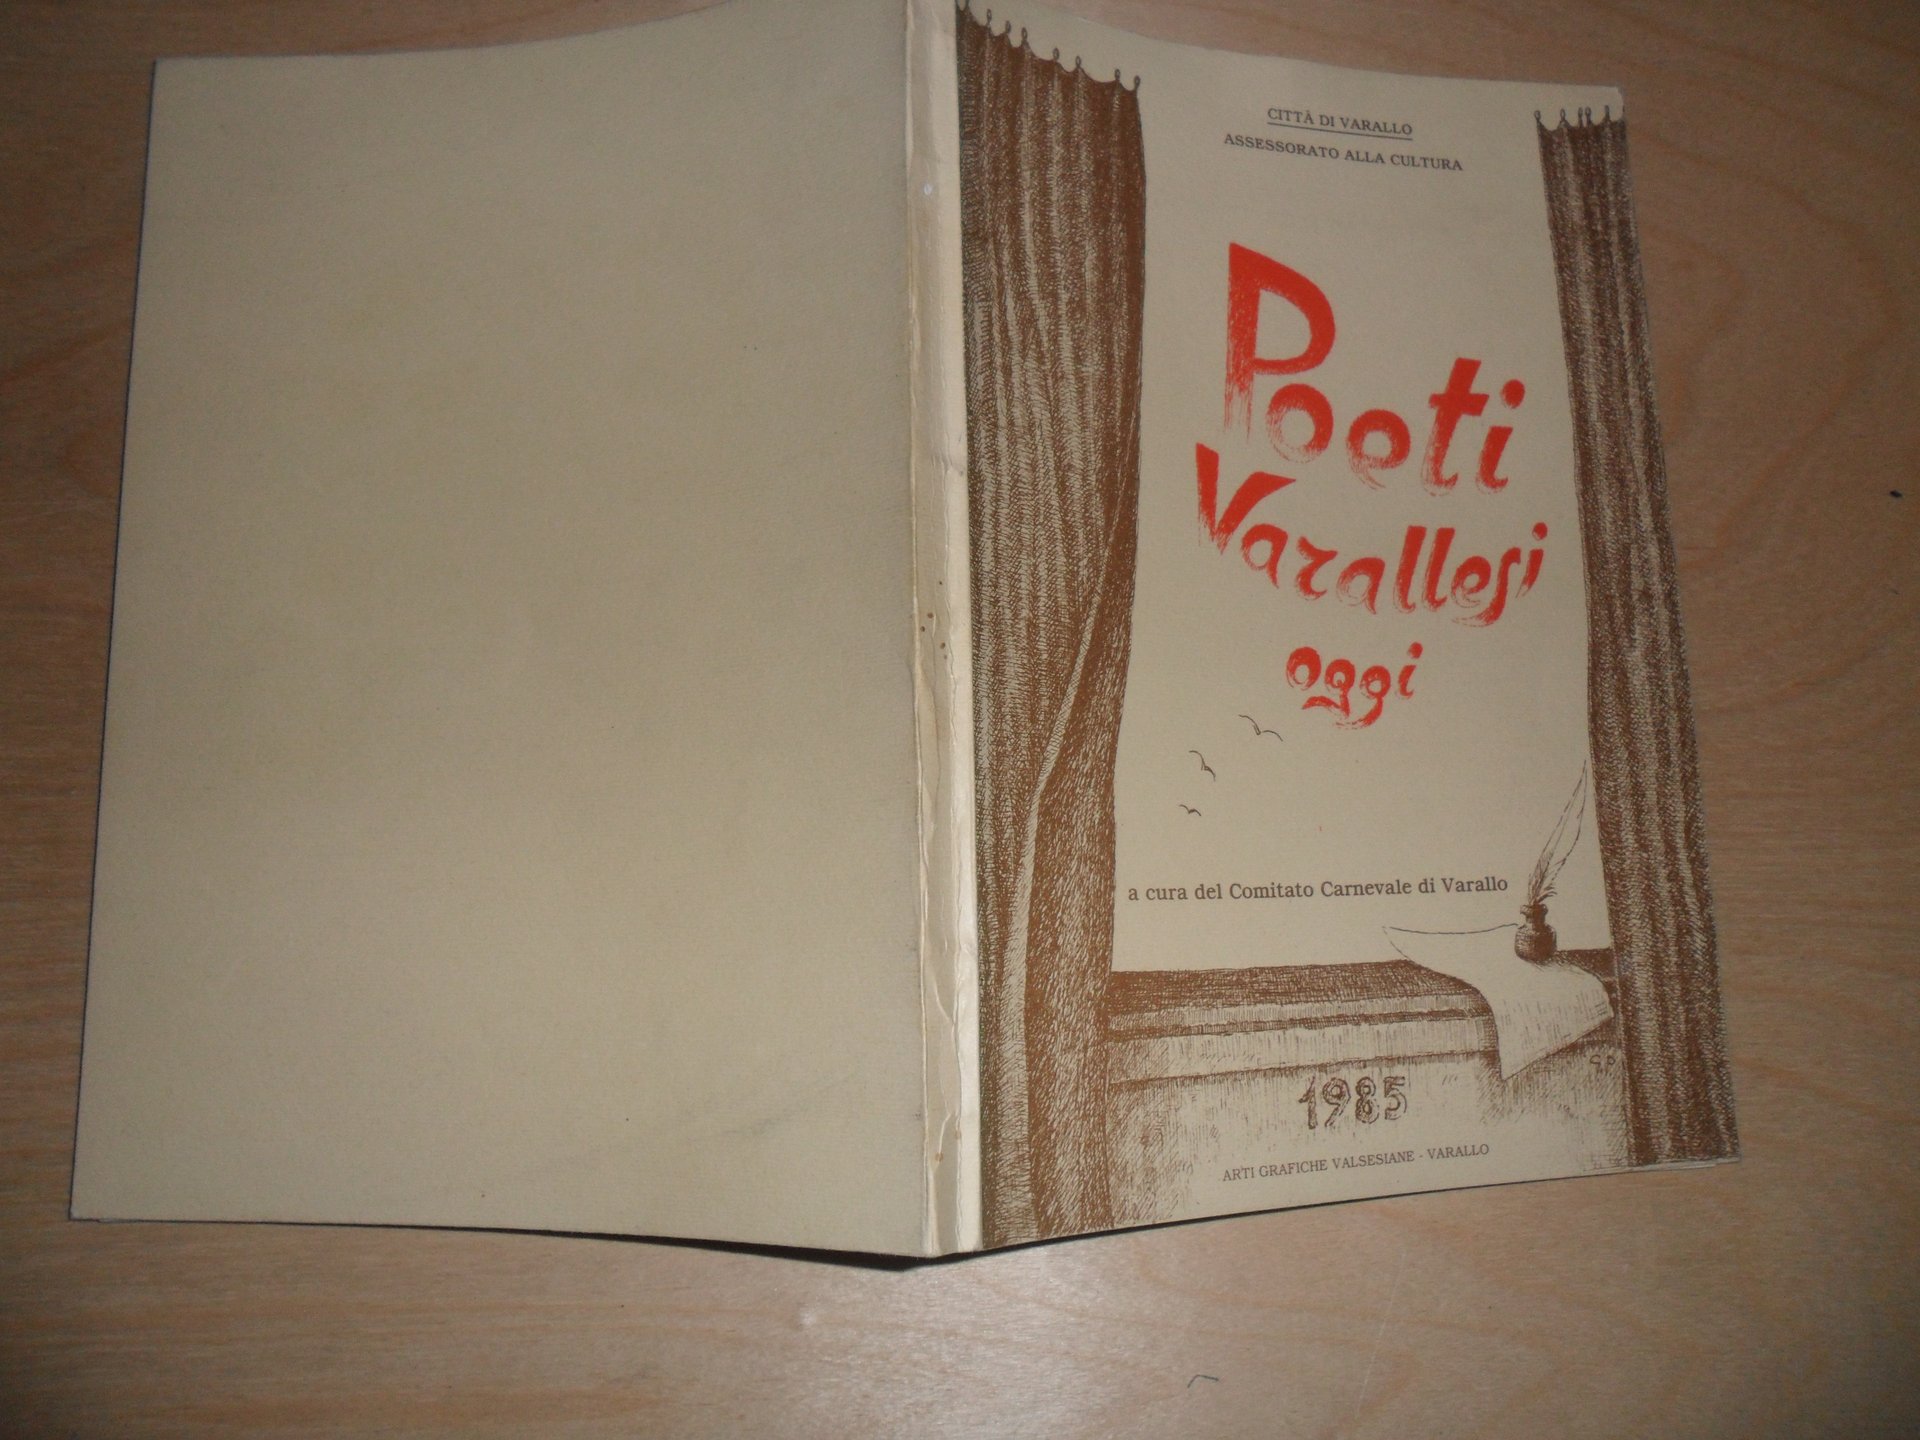 CITTÀ DI VARALLO
ASSESSORATO ALLA CULTURA
Poeti
Varallesi
oggi
a cura del Comitato Carnevale di Varallo
G.P.
1985
ARTI GRAFICHE VALSESIANE - VARALLO